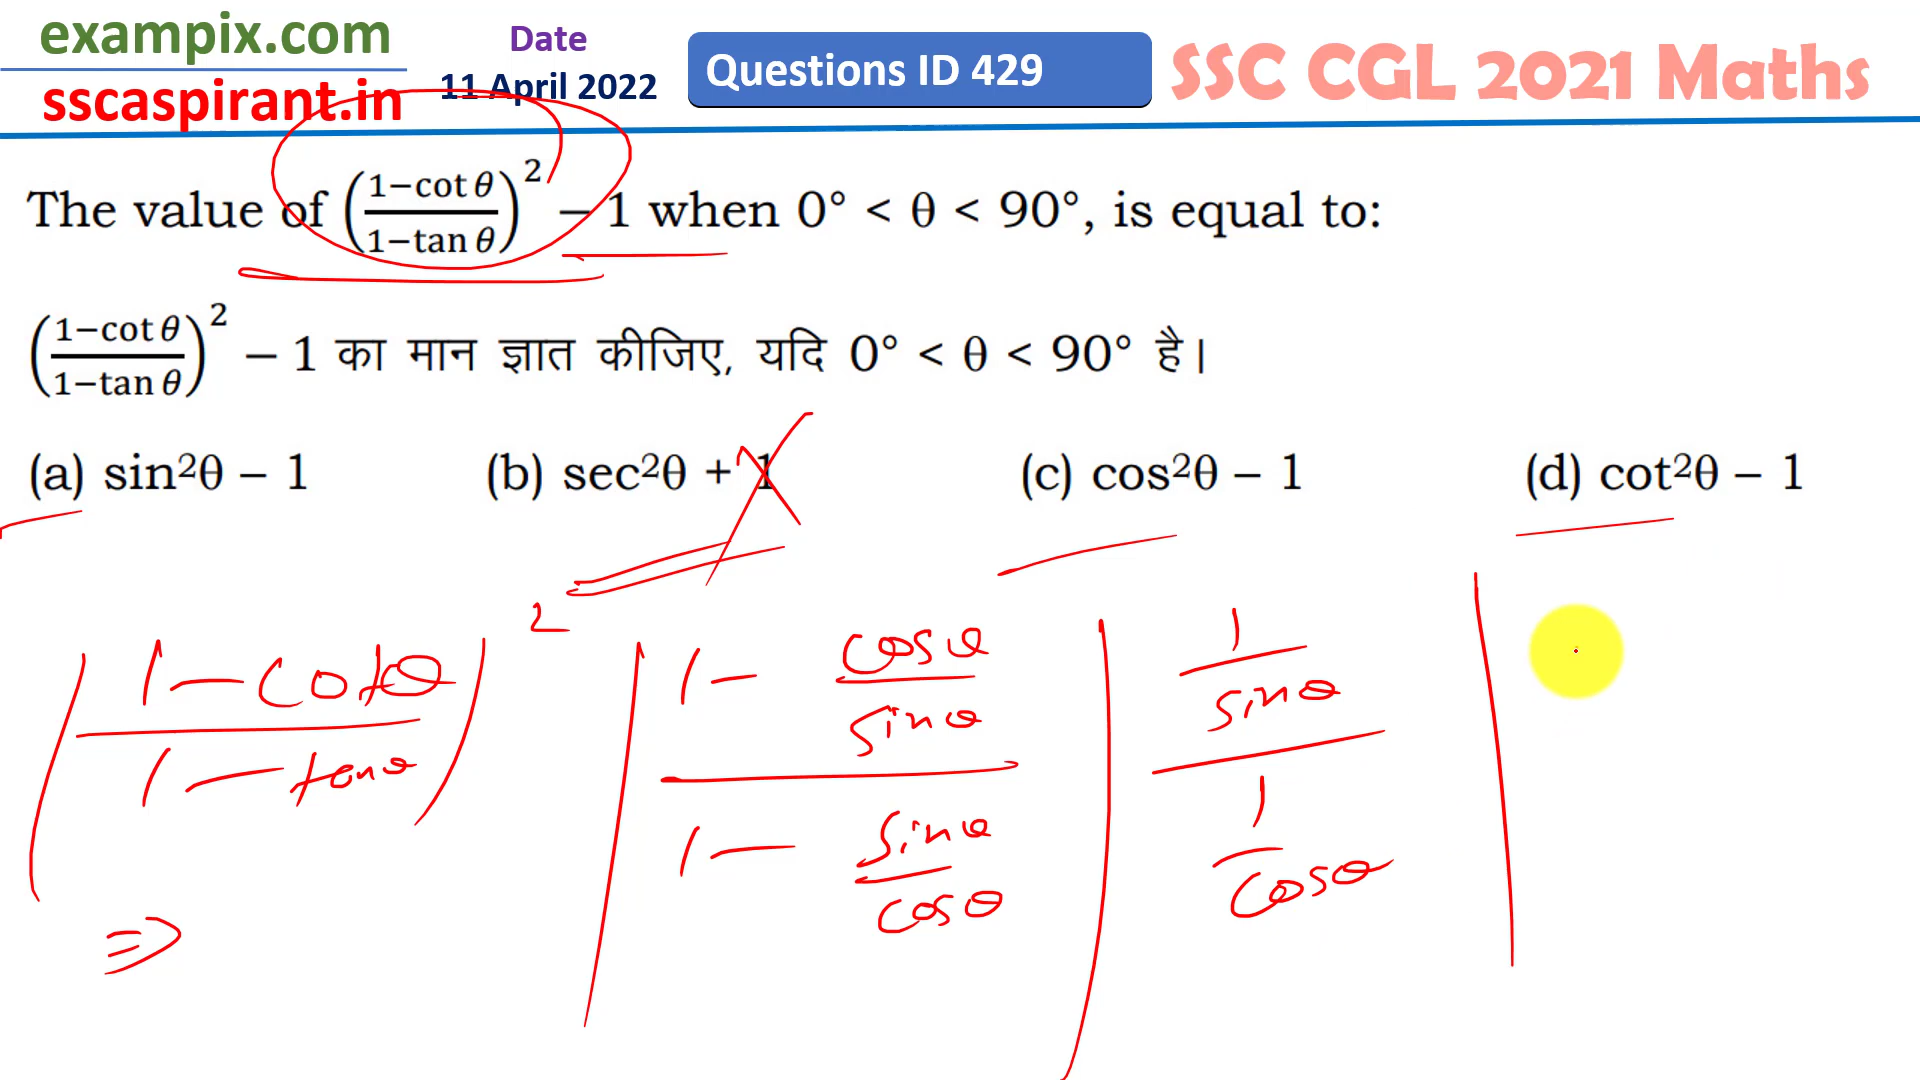 exampix.com
sscaspirant.in
Date
11 April 2022
Questions ID 429
SSC CGL 2021 Maths
The value of ((1−cot θ)/(1−tan θ))² − 1 when 0° < θ < 90°, is equal to:
((1−cot θ)/(1−tan θ))² − 1 का मान ज्ञात कीजिए, यदि 0° < θ < 90° है।
(a) sin²θ − 1 (b) sec²θ + 1 (c) cos²θ − 1 (d) cot²θ − 1
((1 − cotθ)/(1 − tanθ))²
(1 − cosθ/sinθ)/(1 − sinθ/cosθ)
(1/sinθ)/(1/cosθ)
⇒